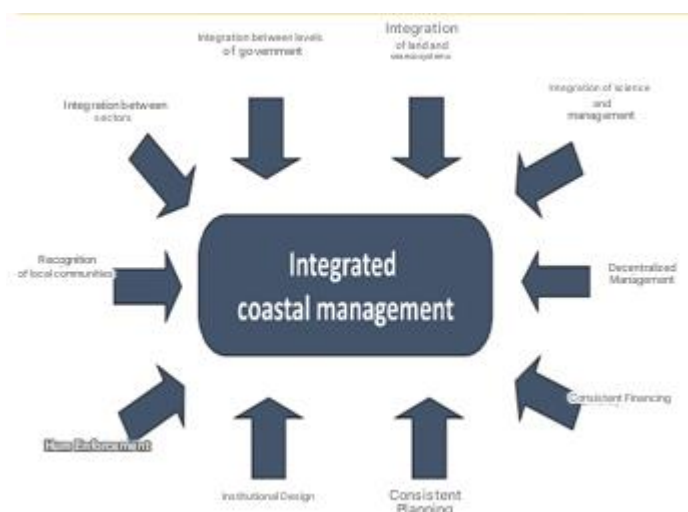 Integration between levels
of government
Integration
of land and
Integration of science
and
management
Integration between
sectors
Recognition
of local communities
Integrated
coastal management
Decentralized
Management
Consistent Financing
Enforcement
Institutional Design
Consistent
Planning